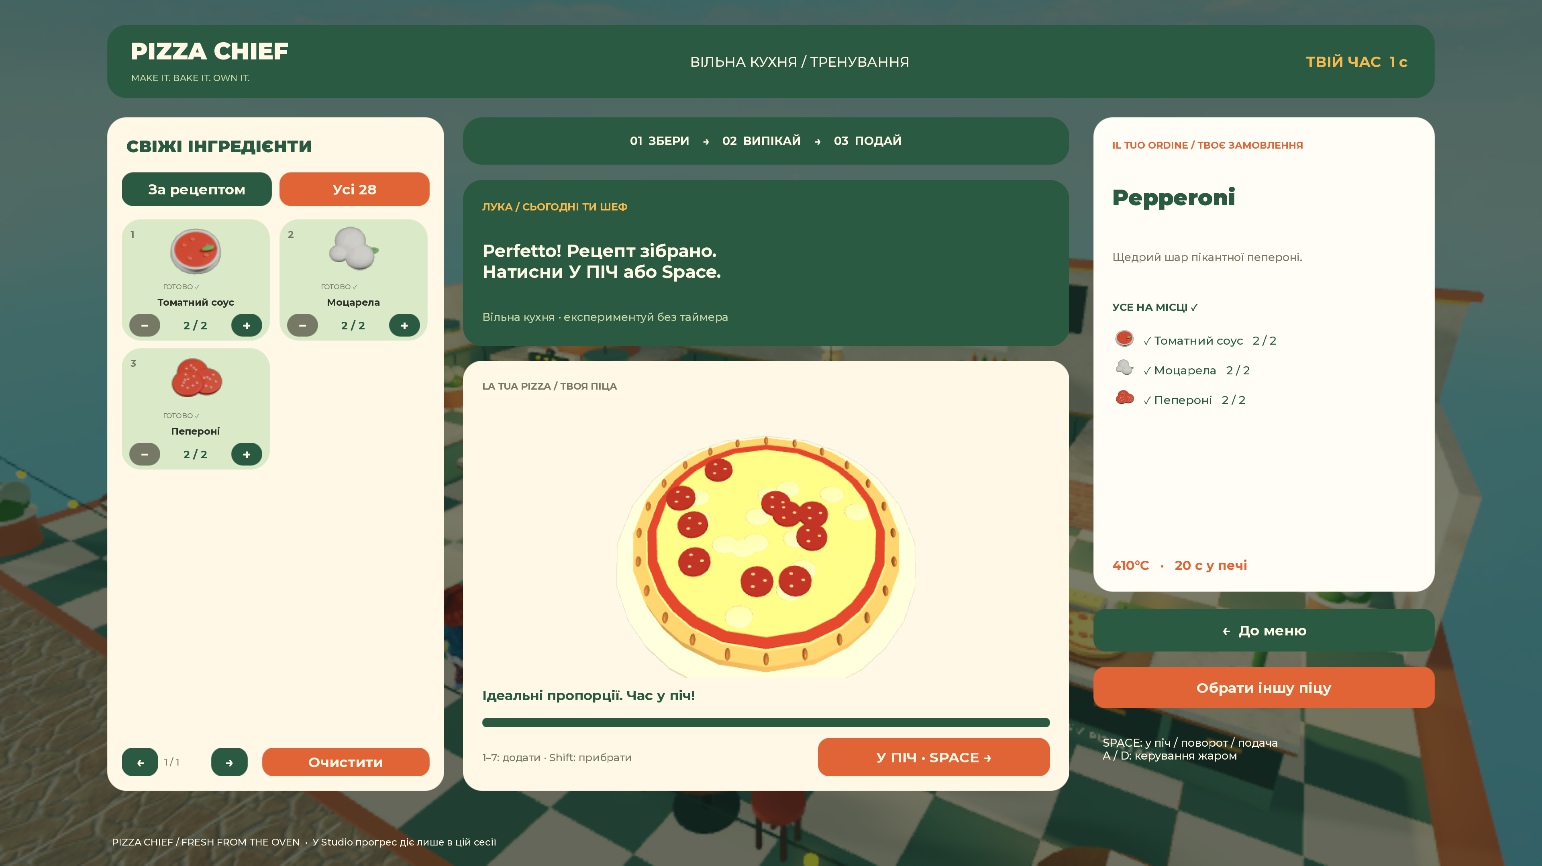 PIZZA CHIEF
MAKE IT. BAKE IT. OWN IT.
ВІЛЬНА КУХНЯ / ТРЕНУВАННЯ
ТВІЙ ЧАС 1 с
СВІЖІ ІНГРЕДІЄНТИ
За рецептом
Усі 28
1
ГОТОВО ✓
Томатний соус
− 2 / 2 +
2
ГОТОВО ✓
Моцарела
− 2 / 2 +
3
ГОТОВО ✓
Пепероні
− 2 / 2 +
← 1 / 1 →
Очистити
01 ЗБЕРИ → 02 ВИПІКАЙ → 03 ПОДАЙ
ЛУКА / СЬОГОДНІ ТИ ШЕФ
Perfetto! Рецепт зібрано.
Натисни У ПІЧ або Space.
Вільна кухня · експериментуй без таймера
LA TUA PIZZA / ТВОЯ ПІЦА
Ідеальні пропорції. Час у піч!
1–7: додати · Shift: прибрати
У ПІЧ · SPACE →
IL TUO ORDINE / ТВОЄ ЗАМОВЛЕННЯ
Pepperoni
Щедрий шар пікантної пепероні.
УСЕ НА МІСЦІ ✓
✓ Томатний соус 2 / 2
✓ Моцарела 2 / 2
✓ Пепероні 2 / 2
410°C · 20 с у печі
← До меню
Обрати іншу піцу
SPACE: у піч / поворот / подача
A / D: керування жаром
PIZZA CHIEF / FRESH FROM THE OVEN · У Studio прогрес діє лише в цій сесії